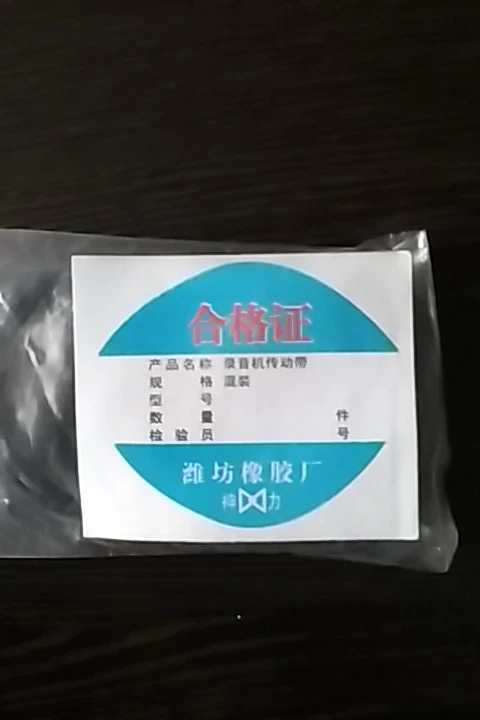 合格证
产品名称 录音机传动带
规格 混装
型号
数量 件
检验员 号
潍坊橡胶厂
神力